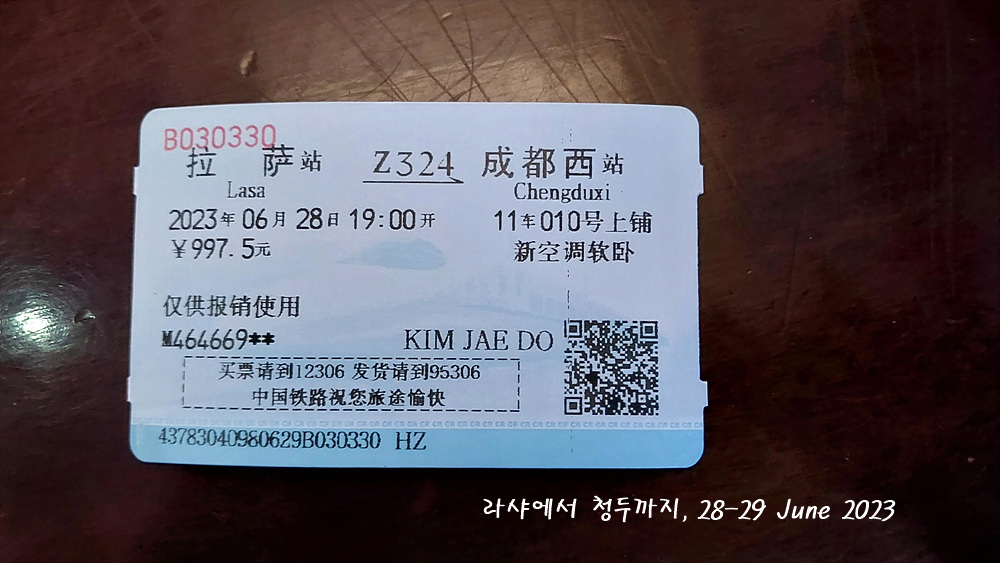 B030330
拉 萨站 Z324 成都西站
Lasa Chengduxi
2023年06月28日19:00开 11车010号上铺
￥997.5元 新空调软卧
仅供报销使用
M464669** KIM JAE DO
买票请到12306 发货请到95306
中国铁路祝您旅途愉快
43783040980629B030330 HZ
라샤에서 청두까지, 28-29 June 2023